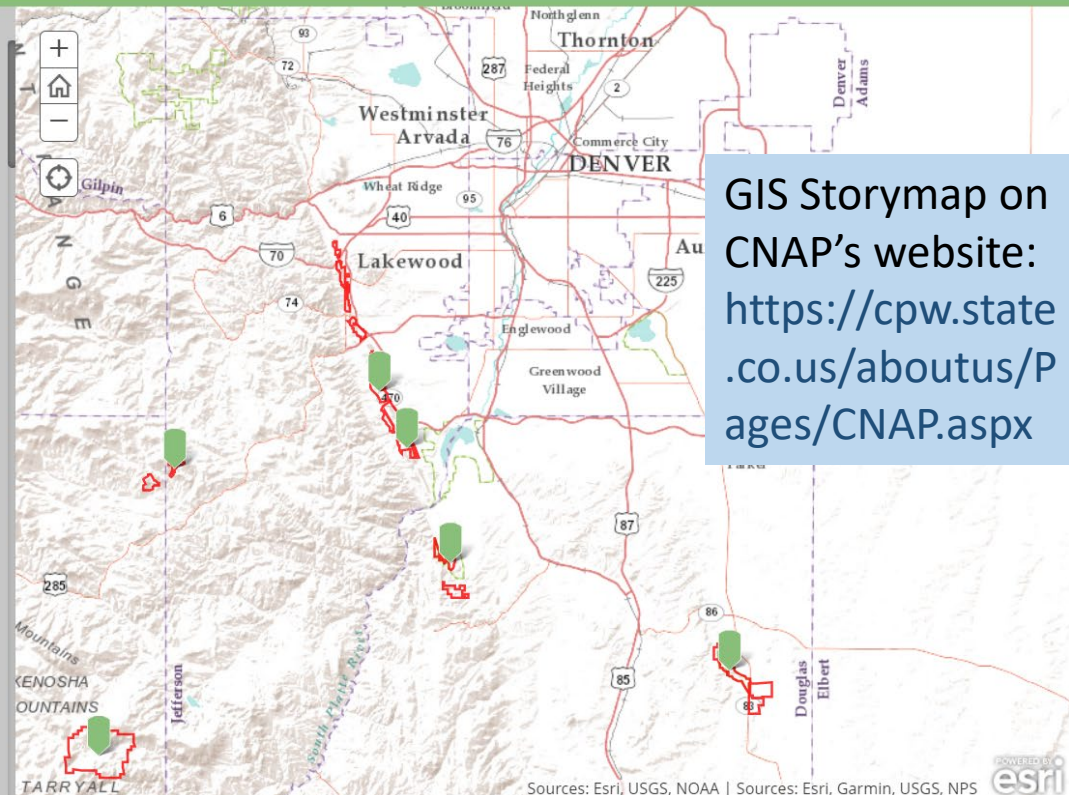 Northglenn
93
Thornton
72
287
Federal
Heights
2
Denver
Adams
Westminster
Arvada
76
Commerce City
DENVER
Gilpin
Wheat Ridge
95
6
40
N
G
E
70
Lakewood
Au
225
74
Englewood
Greenwood
Village
470
GIS Storymap on
CNAP’s website:
https://cpw.state
.co.us/aboutus/P
ages/CNAP.aspx
87
285
86
Mountains
KENOSHA
OUNTAINS
Jefferson
South Platte River
85
83
Douglas
Elbert
TARRYALL
Sources: Esri, USGS, NOAA | Sources: Esri, Garmin, USGS, NPS
POWERED BY
esri